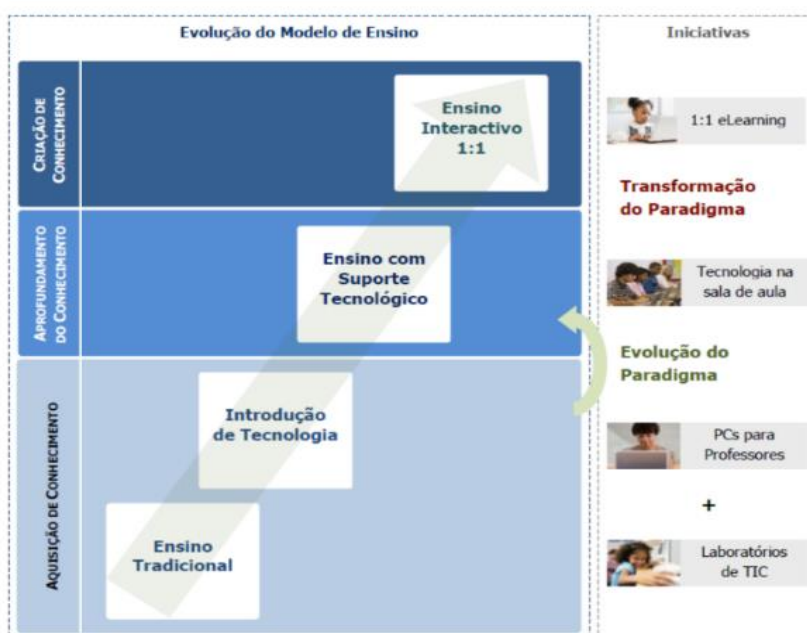 Evolução do Modelo de Ensino
CRIAÇÃO DE
CONHECIMENTO
Ensino
Interactivo
1:1
APROFUNDAMENTO
DO CONHECIMENTO
Ensino com
Suporte
Tecnológico
AQUISIÇÃO DE CONHECIMENTO
Introdução
de Tecnologia
Ensino
Tradicional
Iniciativas
1:1 eLearning
Transformação
do Paradigma
Tecnologia na
sala de aula
Evolução do
Paradigma
PCs para
Professores
+
Laboratórios
de TIC